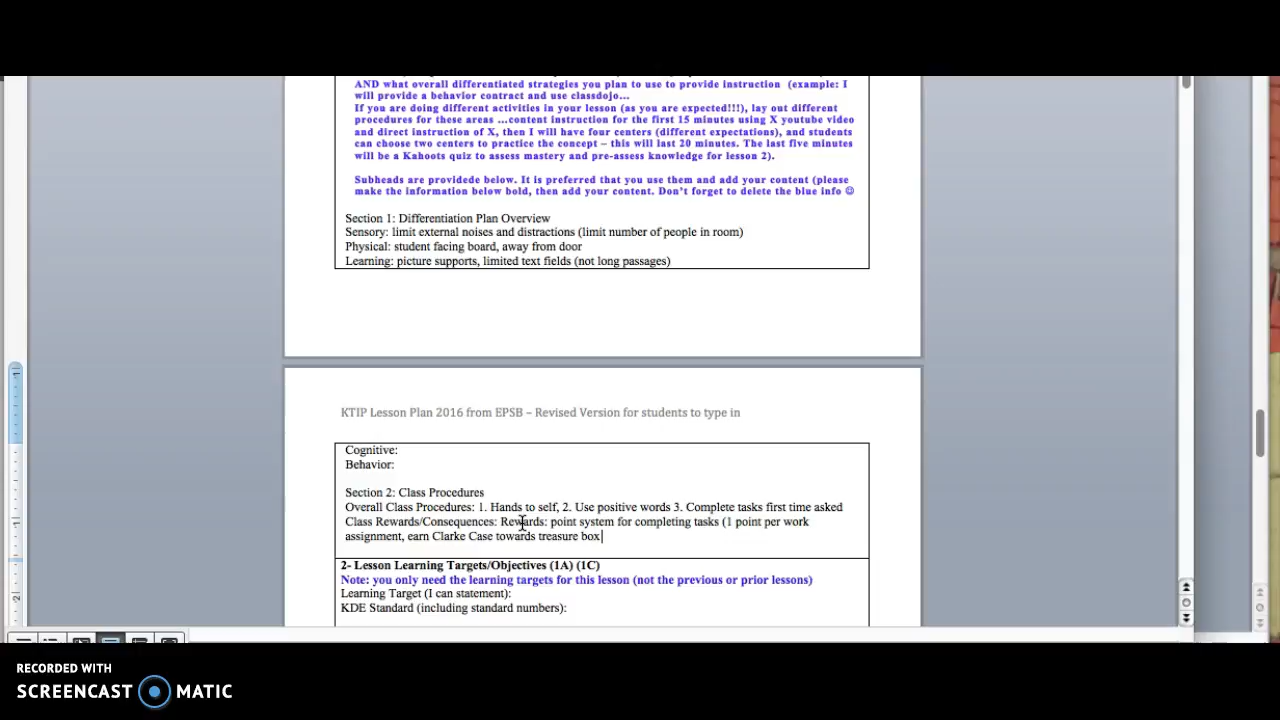 AND what overall differentiated strategies you plan to use to provide instruction (example: I
will provide a behavior contract and use classdojo...
If you are doing different activities in your lesson (as you are expected!!!), lay out different
procedures for these areas ...content instruction for the first 15 minutes using X youtube video
and direct instruction of X, then I will have four centers (different expectations), and students
can choose two centers to practice the concept – this will last 20 minutes. The last five minutes
will be a Kahoots quiz to assess mastery and pre-assess knowledge for lesson 2).
Subheads are providede below. It is preferred that you use them and add your content (please
make the information below bold, then add your content. Don't forget to delete the blue info ☺
Section 1: Differentiation Plan Overview
Sensory: limit external noises and distractions (limit number of people in room)
Physical: student facing board, away from door
Learning: picture supports, limited text fields (not long passages)
KTIP Lesson Plan 2016 from EPSB – Revised Version for students to type in
Cognitive:
Behavior:
Section 2: Class Procedures
Overall Class Procedures: 1. Hands to self, 2. Use positive words 3. Complete tasks first time asked
Class Rewards/Consequences: Rewards: point system for completing tasks (1 point per work
assignment, earn Clarke Case towards treasure box
2- Lesson Learning Targets/Objectives (1A) (1C)
Note: you only need the learning targets for this lesson (not the previous or prior lessons)
Learning Target (I can statement):
KDE Standard (including standard numbers):
RECORDED WITH
SCREENCAST MATIC